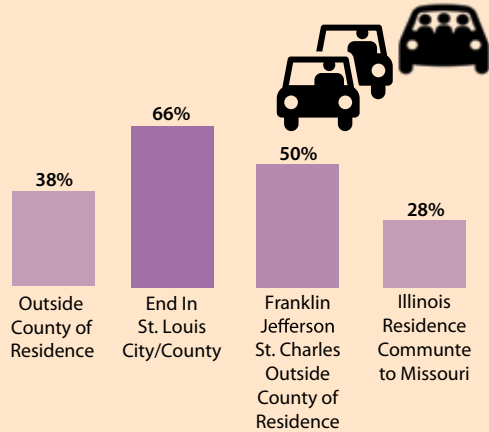 66%
50%
38%
28%
Outside
County of
Residence
End In
St. Louis
City/County
Franklin
Jefferson
St. Charles
Outside
County of
Residence
Illinois
Residence
Communte
to Missouri